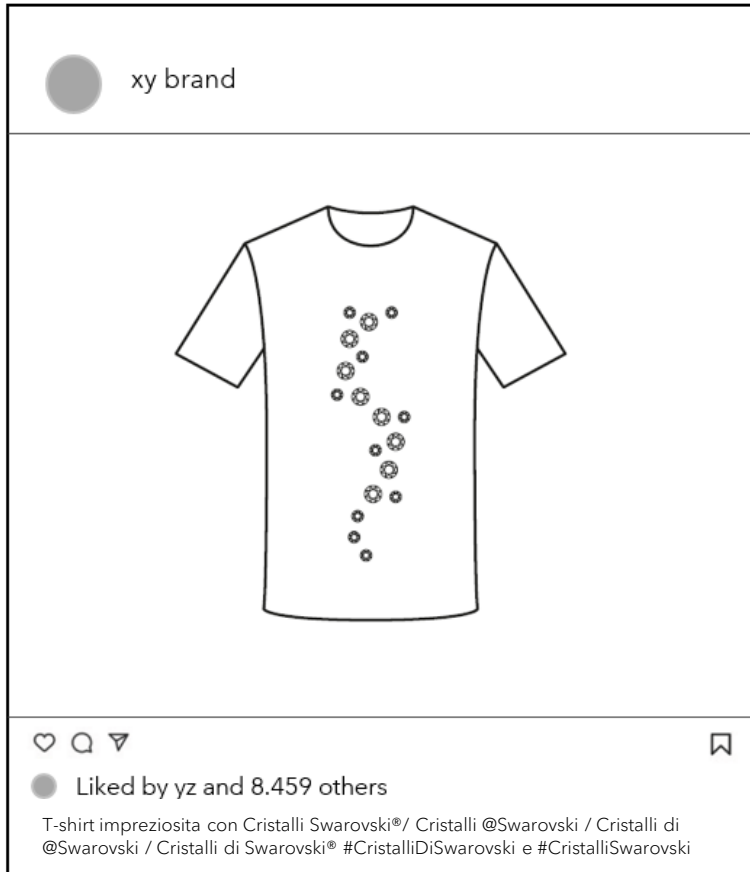 xy brand
Liked by yz and 8.459 others
T-shirt impreziosita con Cristalli Swarovski®/ Cristalli @Swarovski / Cristalli di
@Swarovski / Cristalli di Swarovski® #CristalliDiSwarovski e #CristalliSwarovski